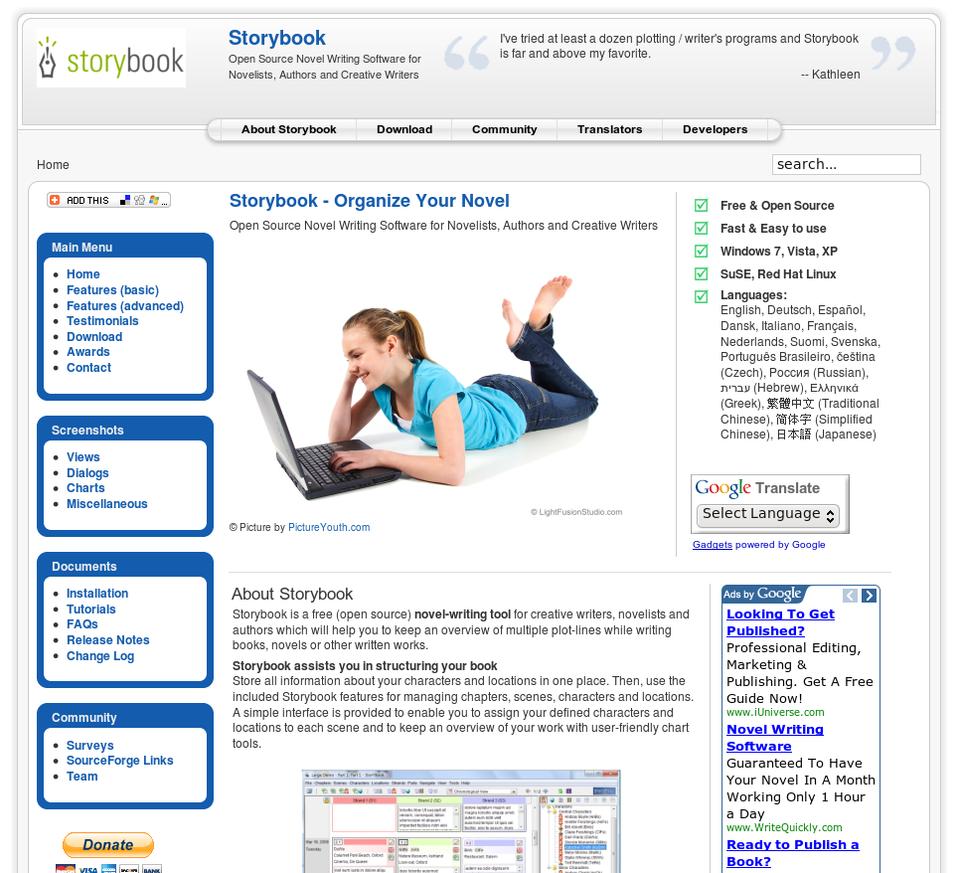 storybook
Storybook
Open Source Novel Writing Software for
Novelists, Authors and Creative Writers
I've tried at least a dozen plotting / writer's programs and Storybook
is far and above my favorite.
-- Kathleen
About Storybook
Download
Community
Translators
Developers
Home
search...
ADD THIS
Main Menu
Home
Features (basic)
Features (advanced)
Testimonials
Download
Awards
Contact
Screenshots
Views
Dialogs
Charts
Miscellaneous
Documents
Installation
Tutorials
FAQs
Release Notes
Change Log
Community
Surveys
SourceForge Links
Team
Donate
VISA
BANK
Storybook - Organize Your Novel
Open Source Novel Writing Software for Novelists, Authors and Creative Writers
© LightFusionStudio.com
© Picture by PictureYouth.com
Free & Open Source
Fast & Easy to use
Windows 7, Vista, XP
SuSE, Red Hat Linux
Languages:
English, Deutsch, Español,
Dansk, Italiano, Français,
Nederlands, Suomi, Svenska,
Português Brasileiro, čeština
(Czech), Россия (Russian),
עברית (Hebrew), Ελληνικά
(Greek), 繁體中文 (Traditional
Chinese), 简体字 (Simplified
Chinese), 日本語 (Japanese)
Google Translate
Select Language
Gadgets powered by Google
About Storybook
Storybook is a free (open source) novel-writing tool for creative writers, novelists and
authors which will help you to keep an overview of multiple plot-lines while writing
books, novels or other written works.
Storybook assists you in structuring your book
Store all information about your characters and locations in one place. Then, use the
included Storybook features for managing chapters, scenes, characters and locations.
A simple interface is provided to enable you to assign your defined characters and
locations to each scene and to keep an overview of your work with user-friendly chart
tools.
Ads by Google
Looking To Get
Published?
Professional Editing,
Marketing &
Publishing. Get A Free
Guide Now!
www.iUniverse.com
Novel Writing
Software
Guaranteed To Have
Your Novel In A Month
Working Only 1 Hour
a Day
www.WriteQuickly.com
Ready to Publish a
Book?